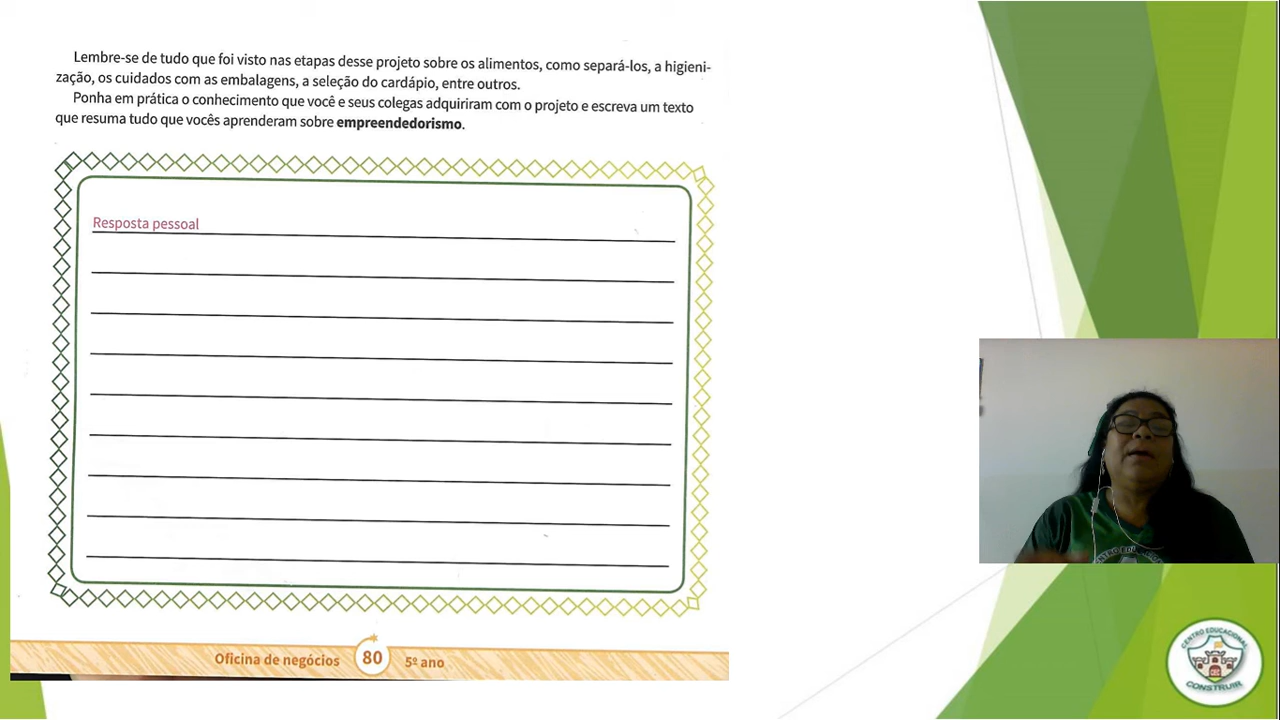 Lembre-se de tudo que foi visto nas etapas desse projeto sobre os alimentos, como separá-los, a higieni-
zação, os cuidados com as embalagens, a seleção do cardápio, entre outros.
Ponha em prática o conhecimento que você e seus colegas adquiriram com o projeto e escreva um texto
que resuma tudo que vocês aprenderam sobre empreendedorismo.
Resposta pessoal
Oficina de negócios 80 5º ano
CENTRO EDUCACIONAL
CONSTRUIR